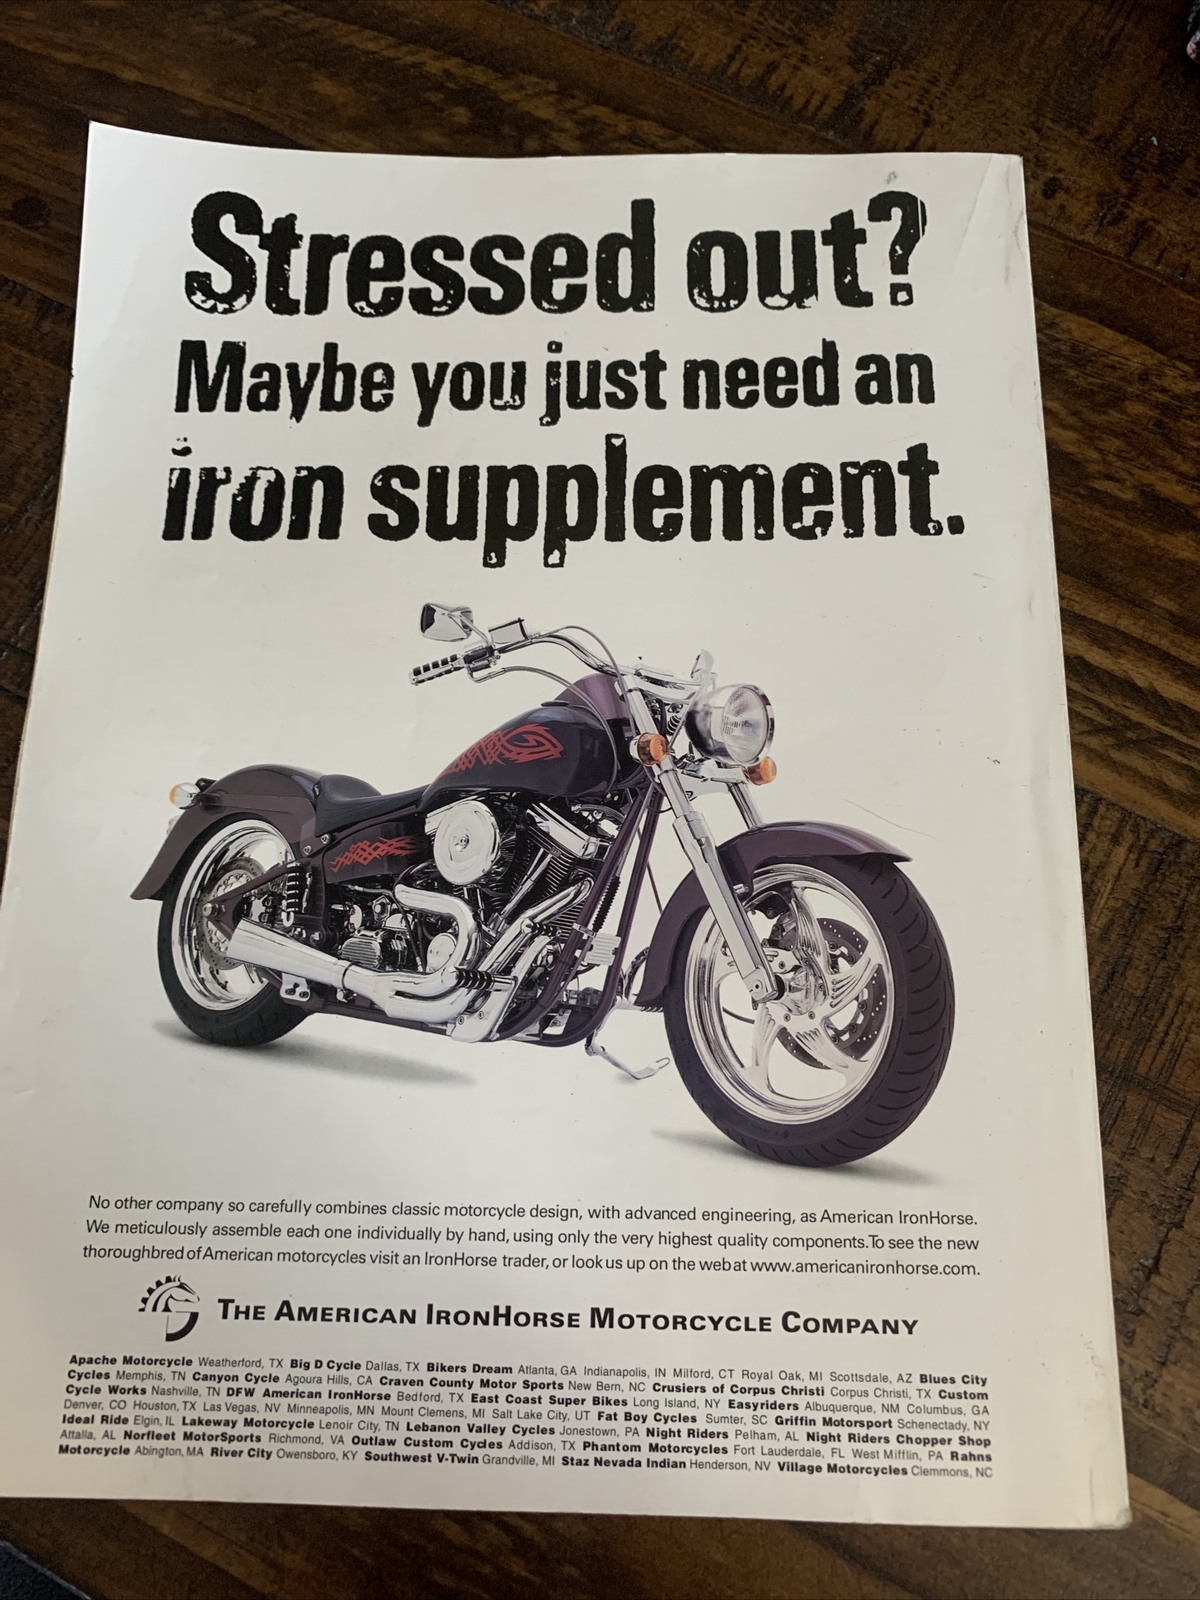 Stressed out?
Maybe you just need an
iron supplement.
No other company so carefully combines classic motorcycle design, with advanced engineering, as American IronHorse.
We meticulously assemble each one individually by hand, using only the very highest quality components.To see the new
thoroughbred of American motorcycles visit an IronHorse trader, or look us up on the web at www.americanironhorse.com.
THE AMERICAN IRONHORSE MOTORCYCLE COMPANY
Apache Motorcycle Weatherford, TX Big D Cycle Dallas, TX Bikers Dream Atlanta, GA Indianapolis, IN Milford, CT Royal Oak, MI Scottsdale, AZ Blues City
Cycles Memphis, TN Canyon Cycle Agoura Hills, CA Craven County Motor Sports New Bern, NC Crusiers of Corpus Christi Corpus Christi, TX Custom
Cycle Works Nashville, TN DFW American IronHorse Bedford, TX East Coast Super Bikes Long Island, NY Easyriders Albuquerque, NM Columbus, GA
Denver, CO Houston, TX Las Vegas, NV Minneapolis, MN Mount Clemens, MI Salt Lake City, UT Fat Boy Cycles Sumter, SC Griffin Motorsport Schenectady, NY
Ideal Ride Elgin, IL Lakeway Motorcycle Lenoir City, TN Lebanon Valley Cycles Jonestown, PA Night Riders Pelham, AL Night Riders Chopper Shop
Attalla, AL Norfleet MotorSports Richmond, VA Outlaw Custom Cycles Addison, TX Phantom Motorcycles Fort Lauderdale, FL West Mifflin, PA Rahns
Motorcycle Abington, MA River City Owensboro, KY Southwest V-Twin Grandville, MI Staz Nevada Indian Henderson, NV Village Motorcycles Clemmons, NC